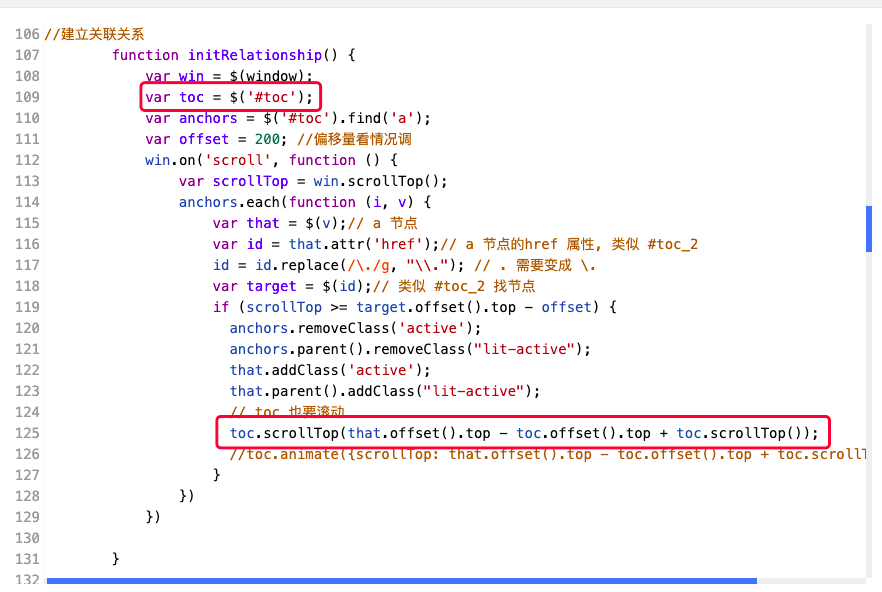 106 //建立关联关系
107 function initRelationship() {
108 var win = $(window);
109 var toc = $('#toc');
110 var anchors = $('#toc').find('a');
111 var offset = 200; //偏移量看情况调
112 win.on('scroll', function () {
113 var scrollTop = win.scrollTop();
114 anchors.each(function (i, v) {
115 var that = $(v);// a 节点
116 var id = that.attr('href');// a 节点的href 属性, 类似 #toc_2
117 id = id.replace(/\./g, "\\."); // . 需要变成 \.
118 var target = $(id);// 类似 #toc_2 找节点
119 if (scrollTop >= target.offset().top - offset) {
120 anchors.removeClass('active');
121 anchors.parent().removeClass("lit-active");
122 that.addClass('active');
123 that.parent().addClass("lit-active");
124 // toc 也要滚动
125 toc.scrollTop(that.offset().top - toc.offset().top + toc.scrollTop());
126 //toc.animate({scrollTop: that.offset().top - toc.offset().top + toc.scrollT
127 }
128 })
129 })
130
131 }
132